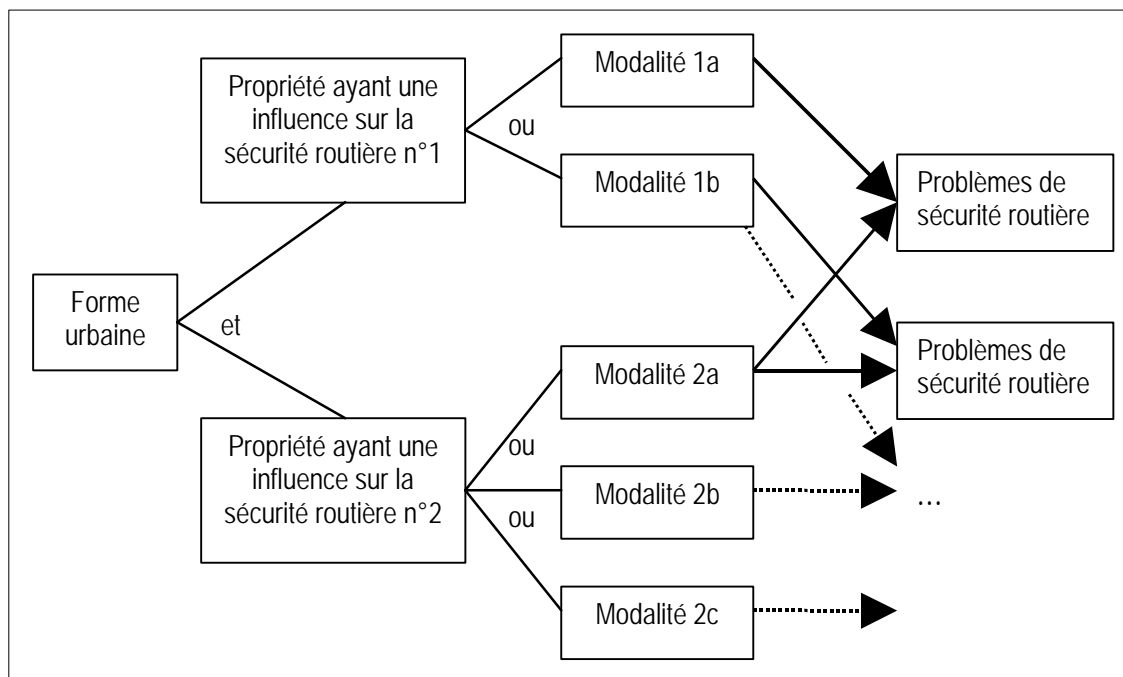 Forme
urbaine
et
Propriété ayant une
influence sur la
sécurité routière n°1
ou
Modalité 1a
Modalité 1b
Propriété ayant une
influence sur la
sécurité routière n°2
ou
ou
Modalité 2a
Modalité 2b
Modalité 2c
Problèmes de
sécurité routière
Problèmes de
sécurité routière
...